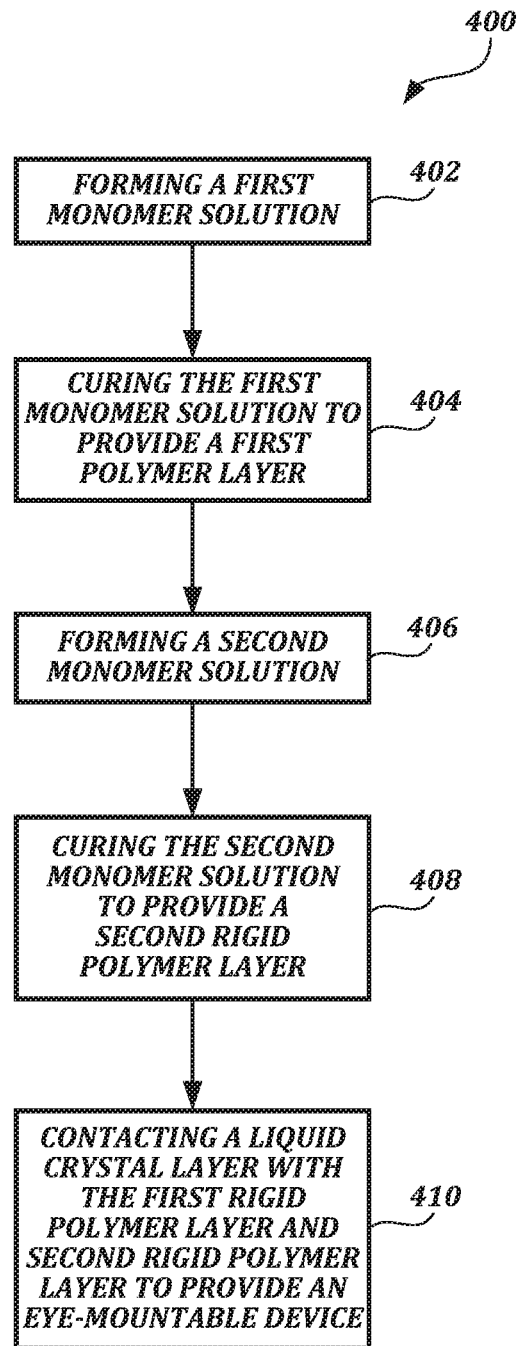 400
FORMING A FIRST
MONOMER SOLUTION
402
CURING THE FIRST
MONOMER SOLUTION TO
PROVIDE A FIRST
POLYMER LAYER
404
FORMING A SECOND
MONOMER SOLUTION
406
CURING THE SECOND
MONOMER SOLUTION
TO PROVIDE A
SECOND RIGID
POLYMER LAYER
408
CONTACTING A LIQUID
CRYSTAL LAYER WITH
THE FIRST RIGID
POLYMER LAYER AND
SECOND RIGID POLYMER
LAYER TO PROVIDE AN
EYE-MOUNTABLE DEVICE
410